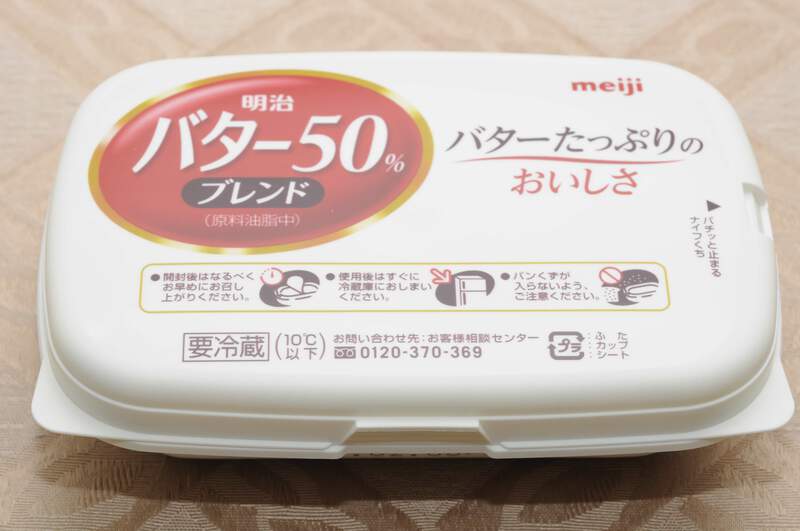 meiji
明治
バター50%
ブレンド
(原料油脂中)
バターたっぷりの
おいしさ
▶パチッと止まる
ナイフくち
●開封後はなるべく
お早めにお召し
上がりください。
●使用後はすぐに
冷蔵庫におしまい
ください。
●パンくずが
入らないよう、
ご注意ください。
要冷蔵(10℃以下)
お問い合わせ先:お客様相談センター
0120-370-369
プラ
:ふた
:カップ
:シート